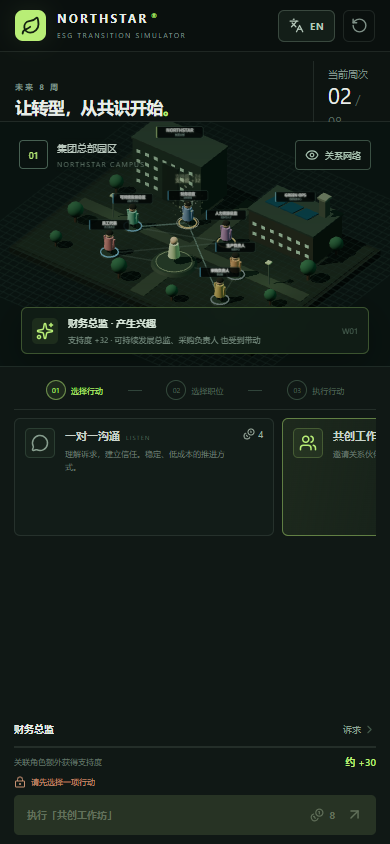 NORTHSTAR®
ESG TRANSITION SIMULATOR
EN
未来 8 周
让转型，从共识开始。
当前周次
02 /
08
NORTHSTAR
01
集团总部园区
NORTHSTAR CAMPUS
关系网络
财务总监 · 产生兴趣
支持度 +32 · 可持续发展总监、采购负责人 也受到带动
W01
01 选择行动
02 选择职位
03 执行行动
一对一沟通 LISTEN
4
理解诉求、建立信任。稳定、低成本的推进方式。
共创工作
邀请关系伙
财务总监
诉求
关联角色额外获得支持度
约 +30
请先选择一项行动
执行「共创工作坊」
8